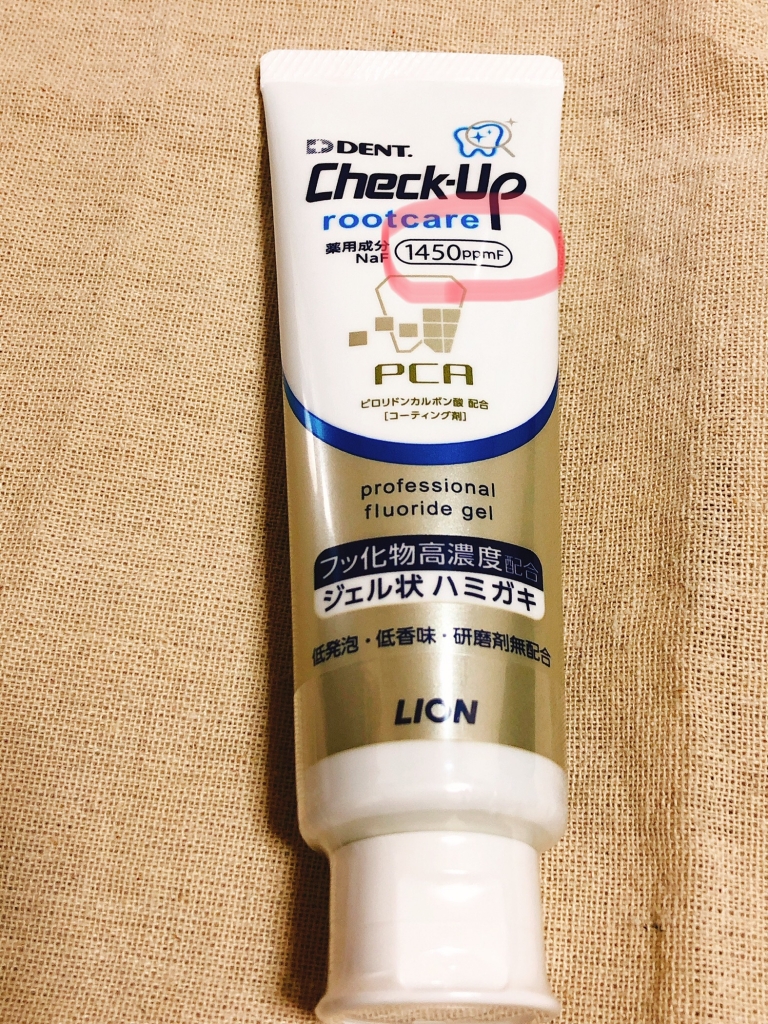 DENT.
Check-Up
rootcare
薬用成分
NaF 1450ppmF
PCA
ピロリドンカルボン酸 配合
[コーティング剤]
professional
fluoride gel
フッ化物高濃度配合
ジェル状 ハミガキ
低発泡・低香味・研磨剤無配合
LION